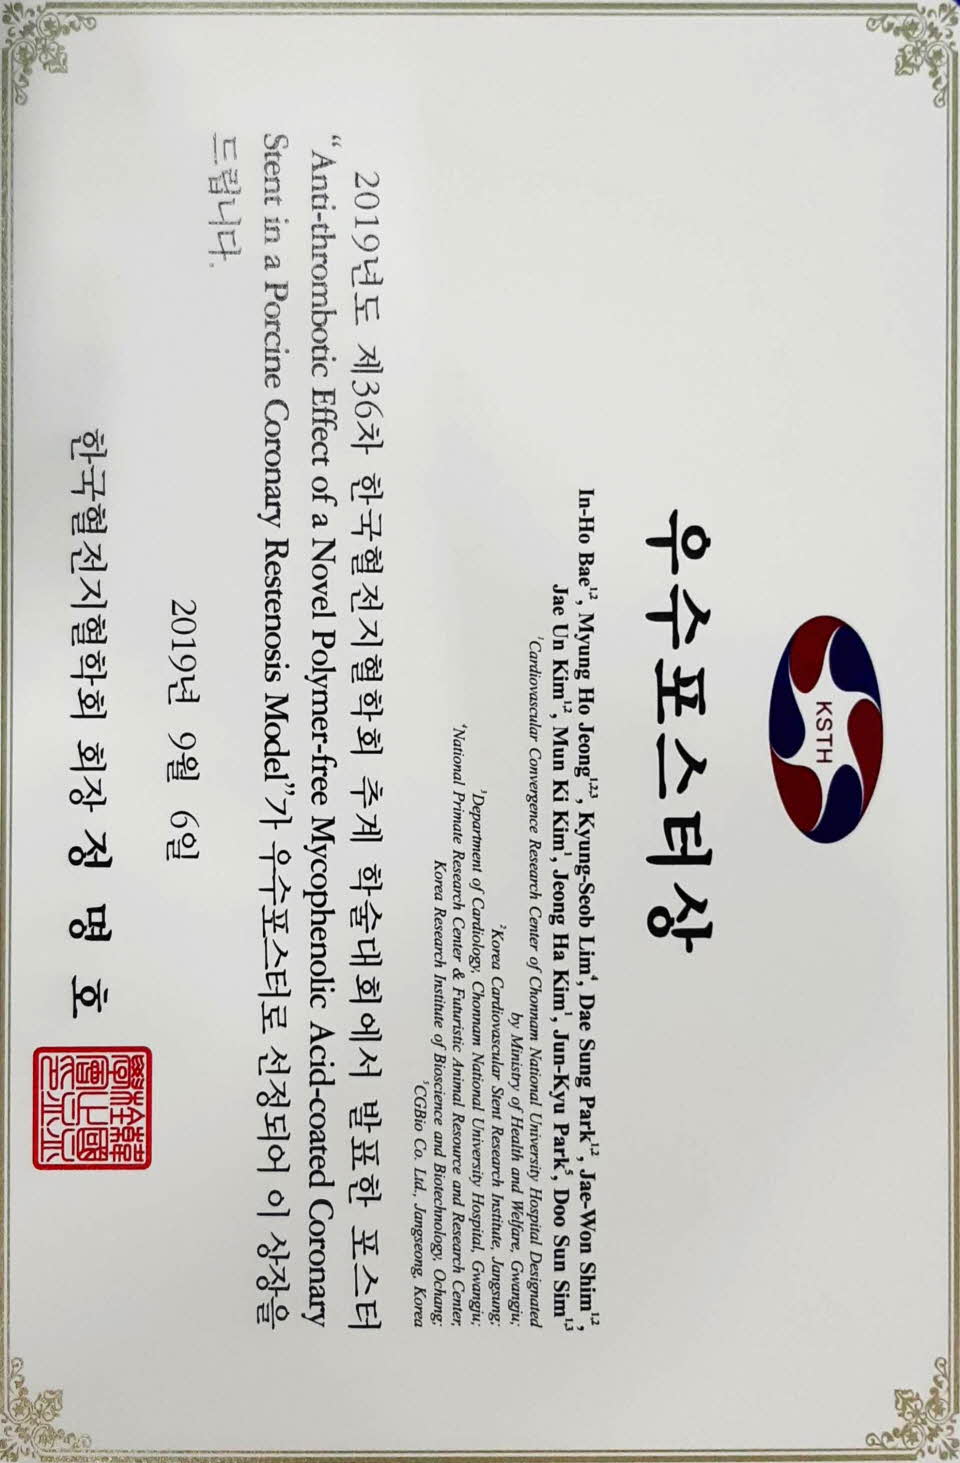 KSTH
우수포스터상
In-Ho Bae1,2, Myung Ho Jeong1,2,3, Kyung-Seob Lim4, Dae Sung Park1,2, Jae-Won Shim1,2,
Jae Un Kim1,2, Mun Ki Kim1, Jeong Ha Kim1, Jun-Kyu Park5, Doo Sun Sim1,3
1Cardiovascular Convergence Research Center of Chonnam National University Hospital Designated
by Ministry of Health and Welfare, Gwangju;
2Korea Cardiovascular Stent Research Institute, Jangsung;
3Department of Cardiology, Chonnam National University Hospital, Gwangju;
4National Primate Research Center & Futuristic Animal Resource and Research Center,
Korea Research Institute of Bioscience and Biotechnology, Ochang;
5CGBio Co. Ltd., Jangseong, Korea
2019년도 제36차 한국혈전지혈학회 추계 학술대회에서 발표한 포스터
“Anti-thrombotic Effect of a Novel Polymer-free Mycophenolic Acid-coated Coronary
Stent in a Porcine Coronary Restenosis Model”가 우수포스터로 선정되어 이 상장을
드립니다.
2019년 9월 6일
한국혈전지혈학회 회장 정 명 호